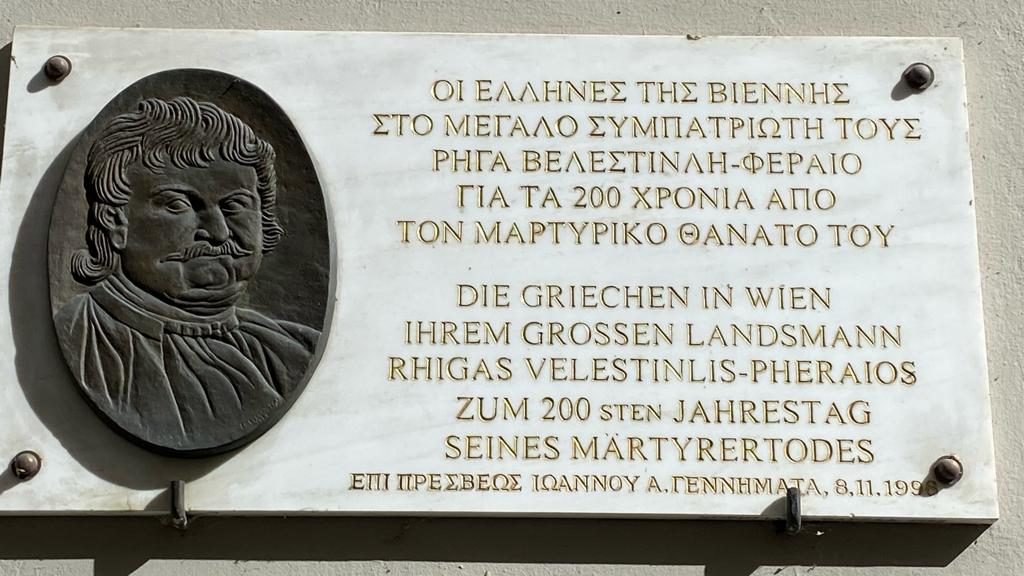 ΟΙ ΕΛΛΗΝΕΣ ΤΗΣ ΒΙΕΝΝΗΣ
ΣΤΟ ΜΕΓΑΛΟ ΣΥΜΠΑΤΡΙΩΤΗ ΤΟΥΣ
ΡΗΓΑ ΒΕΛΕΣΤΙΝΛΗ-ΦΕΡΑΙΟ
ΓΙΑ ΤΑ 200 ΧΡΟΝΙΑ ΑΠΟ
ΤΟΝ ΜΑΡΤΥΡΙΚΟ ΘΑΝΑΤΟ ΤΟΥ
DIE GRIECHEN IN WIEN
IHREM GROSSEN LANDSMANN
RHIGAS VELESTINLIS-PHERAIOS
ZUM 200 STEN JAHRESTAG
SEINES MÄRTYRERTODES
ΕΠΙ ΠΡΕΣΒΕΩΣ ΙΩΑΝΝΟΥ Α. ΓΕΝΝΗΜΑΤΑ, 8.11.1998